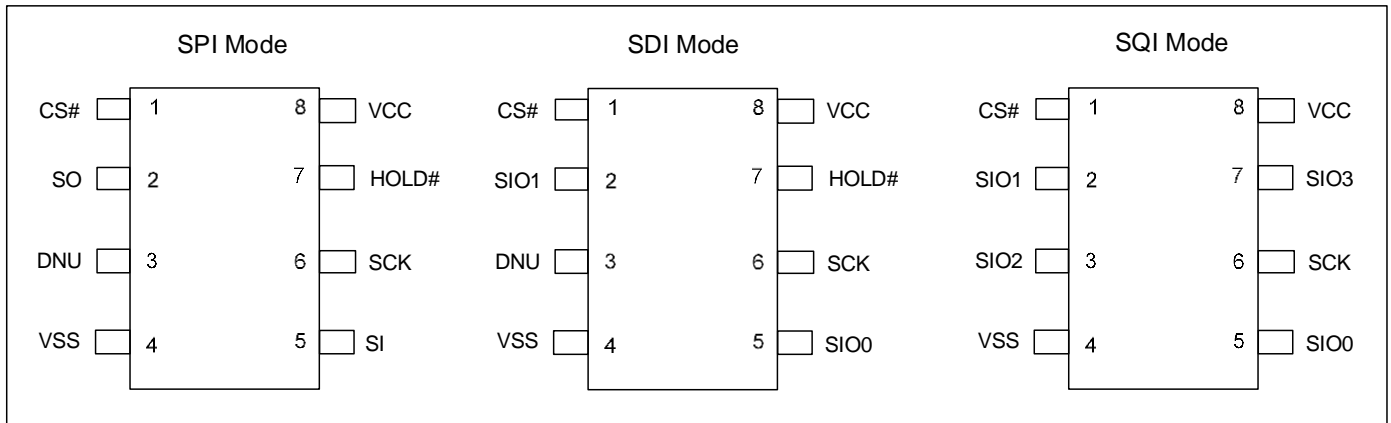 SPI Mode
CS# 1 8 VCC
SO 2 7 HOLD#
DNU 3 6 SCK
VSS 4 5 SI
SDI Mode
CS# 1 8 VCC
SIO1 2 7 HOLD#
DNU 3 6 SCK
VSS 4 5 SIO0
SQI Mode
CS# 1 8 VCC
SIO1 2 7 SIO3
SIO2 3 6 SCK
VSS 4 5 SIO0